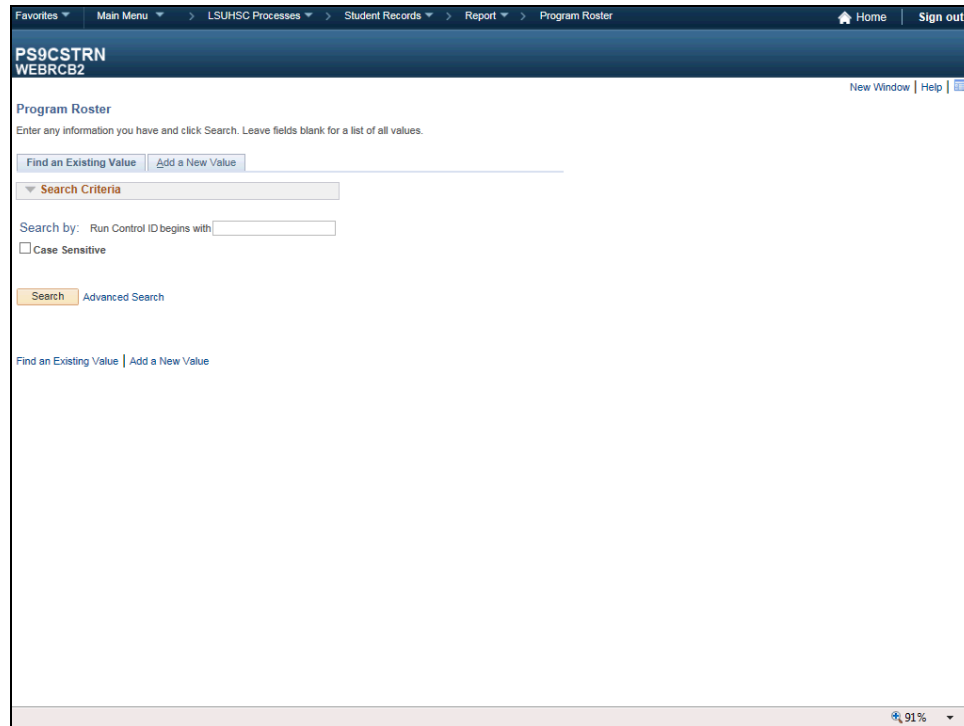 Favorites Main Menu > LSUHSC Processes > Student Records > Report > Program Roster Home Sign out
PS9CSTRN
WEBRCB2
New Window | Help |
Program Roster
Enter any information you have and click Search. Leave fields blank for a list of all values.
Find an Existing Value Add a New Value
Search Criteria
Search by: Run Control ID begins with
Case Sensitive
Search Advanced Search
Find an Existing Value | Add a New Value
91%